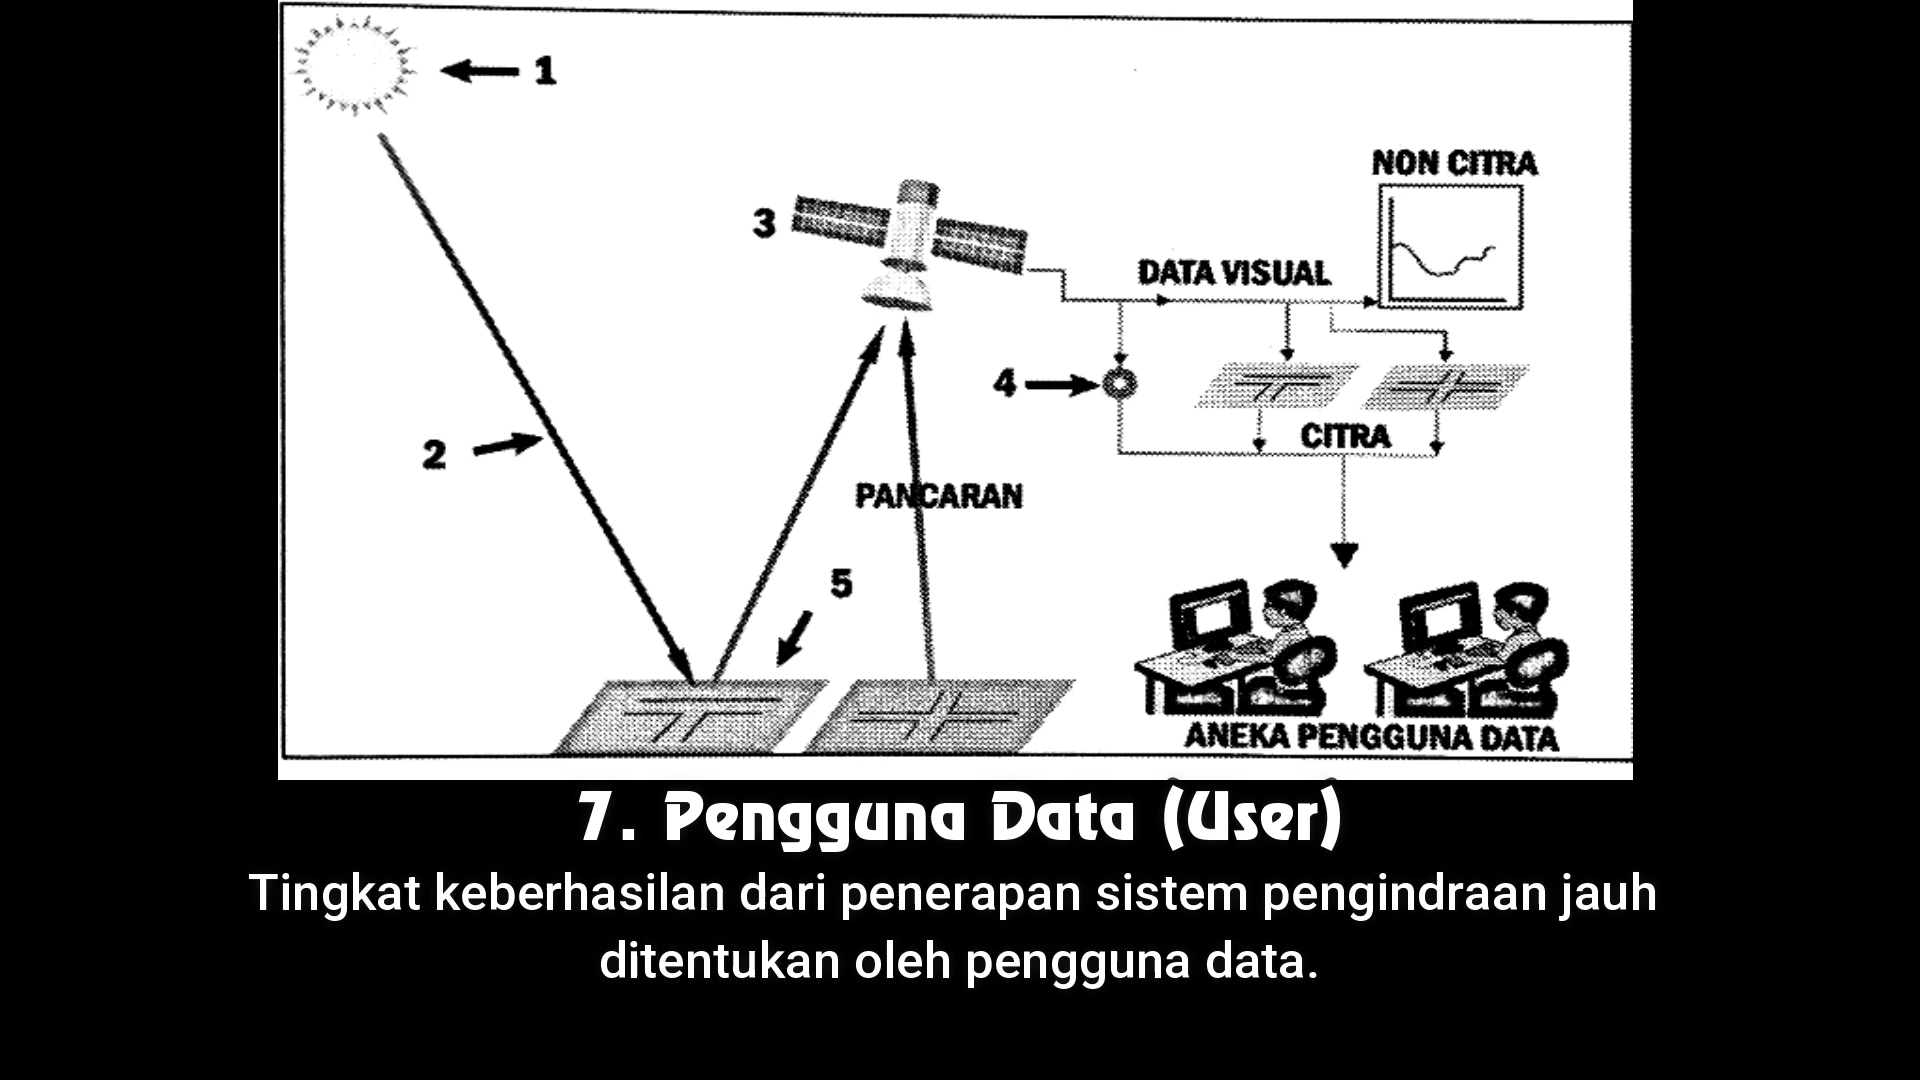 1
NON CITRA
3
DATA VISUAL
4
CITRA
2
PANCARAN
5
ANEKA PENGGUNA DATA
7. Pengguna Data (User)
Tingkat keberhasilan dari penerapan sistem pengindraan jauh
ditentukan oleh pengguna data.